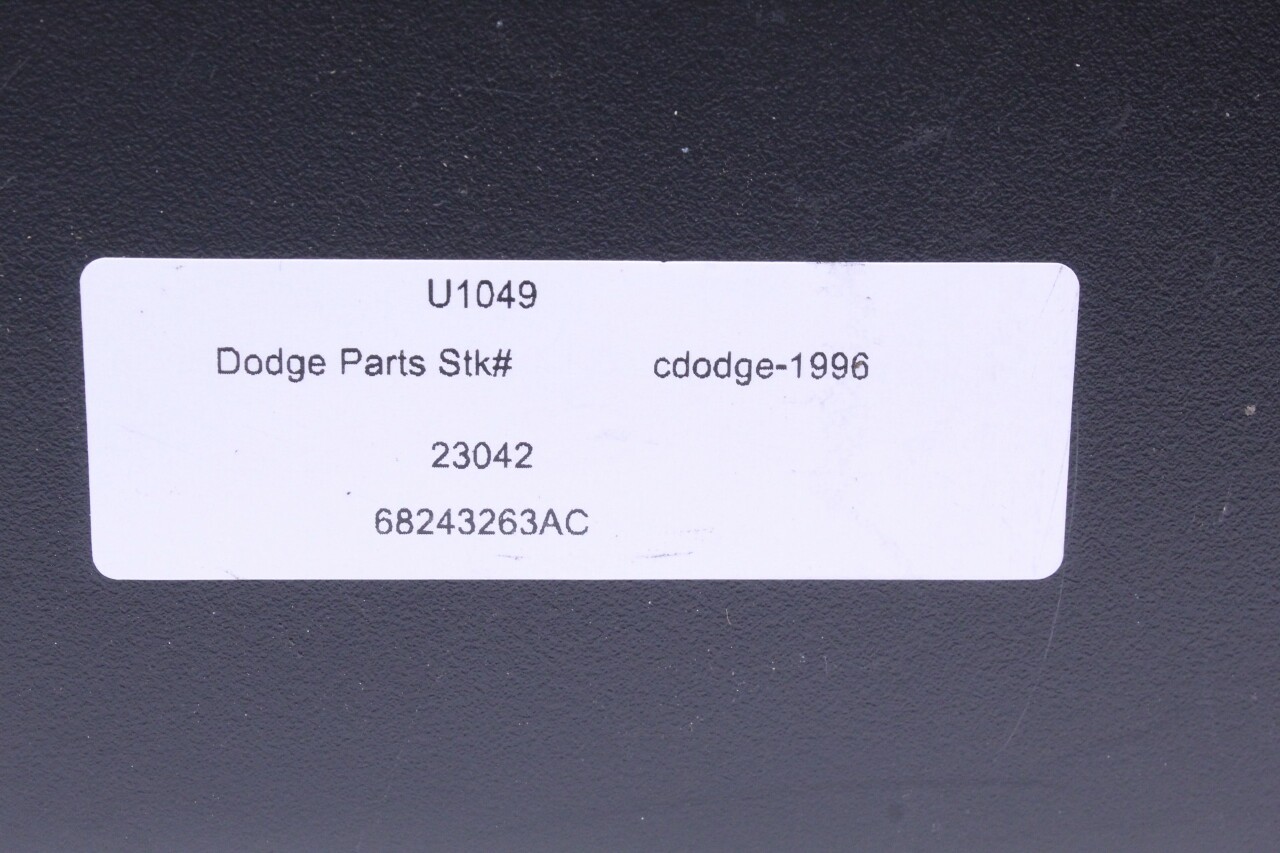 U1049
Dodge Parts Stk# cdodge-1996
23042
68243263AC